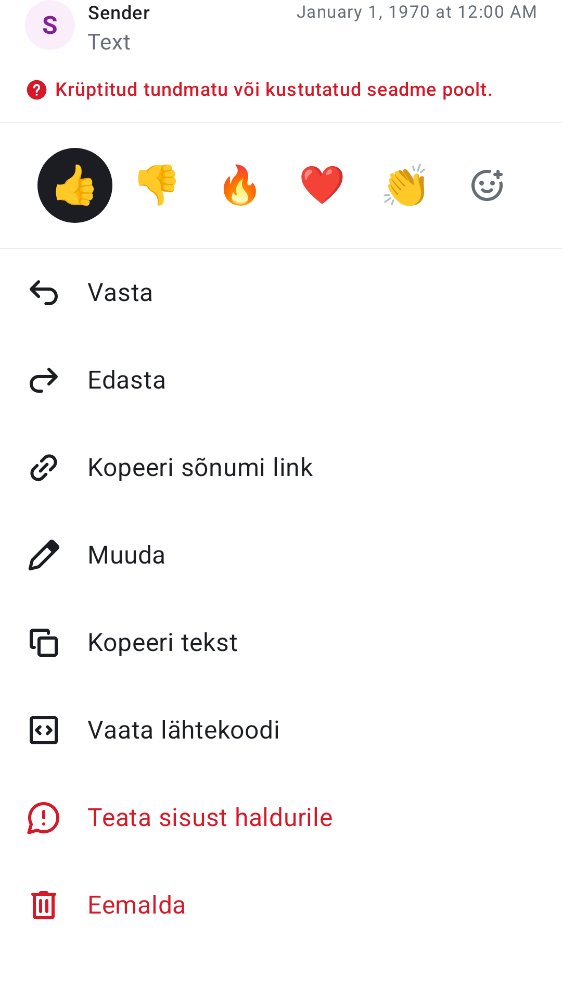 S
Sender
January 1, 1970 at 12:00 AM
Text
Krüptitud tundmatu või kustutatud seadme poolt.
Vasta
Edasta
Kopeeri sõnumi link
Muuda
Kopeeri tekst
Vaata lähtekoodi
Teata sisust haldurile
Eemalda